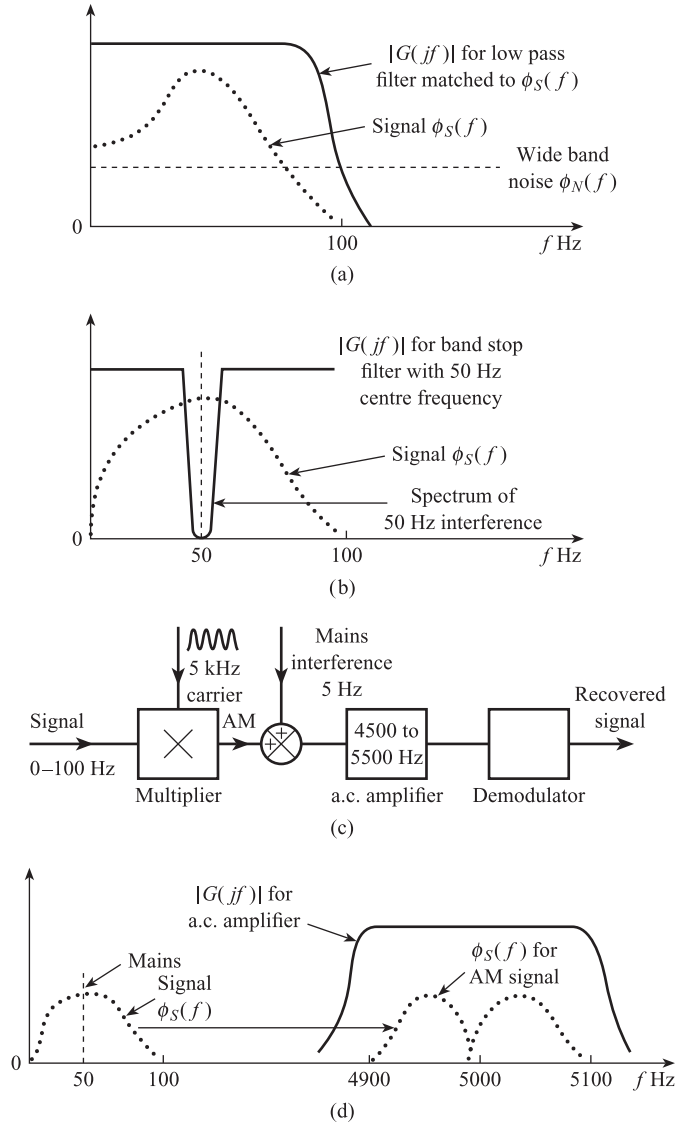 |G(jf)| for low pass
filter matched to ϕS(f)
Signal ϕS(f)
Wide band
noise ϕN(f)
0
100
f Hz
(a)
|G(jf)| for band stop
filter with 50 Hz
centre frequency
Signal ϕS(f)
Spectrum of
50 Hz interference
0
50
100
f Hz
(b)
5 kHz
carrier
Mains
interference
5 Hz
Signal
0–100 Hz
AM
+
+
4500 to
5500 Hz
Recovered
signal
Multiplier
a.c. amplifier
Demodulator
(c)
|G(jf)| for
a.c. amplifier
Mains
Signal
ϕS(f)
ϕS(f) for
AM signal
0
50
100
4900
5000
5100
f Hz
(d)